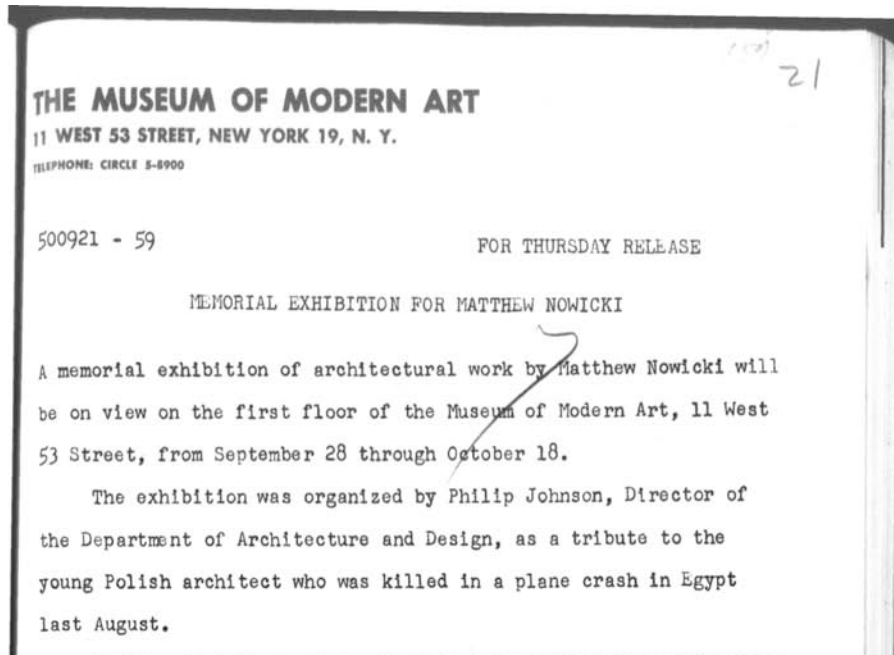 21
THE MUSEUM OF MODERN ART
11 WEST 53 STREET, NEW YORK 19, N. Y.
TELEPHONE: CIRCLE 5-8900
500921 - 59
FOR THURSDAY RELEASE
MEMORIAL EXHIBITION FOR MATTHEW NOWICKI
A memorial exhibition of architectural work by Matthew Nowicki will
be on view on the first floor of the Museum of Modern Art, 11 West
53 Street, from September 28 through October 18.
The exhibition was organized by Philip Johnson, Director of
the Department of Architecture and Design, as a tribute to the
young Polish architect who was killed in a plane crash in Egypt
last August.